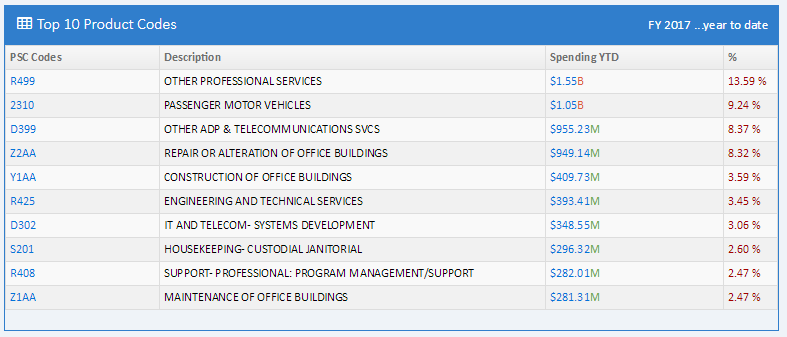 Top 10 Product Codes FY 2017 ...year to date
PSC Codes Description Spending YTD %
R499 OTHER PROFESSIONAL SERVICES $1.55B 13.59 %
2310 PASSENGER MOTOR VEHICLES $1.05B 9.24 %
D399 OTHER ADP & TELECOMMUNICATIONS SVCS $955.23M 8.37 %
Z2AA REPAIR OR ALTERATION OF OFFICE BUILDINGS $949.14M 8.32 %
Y1AA CONSTRUCTION OF OFFICE BUILDINGS $409.73M 3.59 %
R425 ENGINEERING AND TECHNICAL SERVICES $393.41M 3.45 %
D302 IT AND TELECOM- SYSTEMS DEVELOPMENT $348.55M 3.06 %
S201 HOUSEKEEPING- CUSTODIAL JANITORIAL $296.32M 2.60 %
R408 SUPPORT- PROFESSIONAL: PROGRAM MANAGEMENT/SUPPORT $282.01M 2.47 %
Z1AA MAINTENANCE OF OFFICE BUILDINGS $281.31M 2.47 %